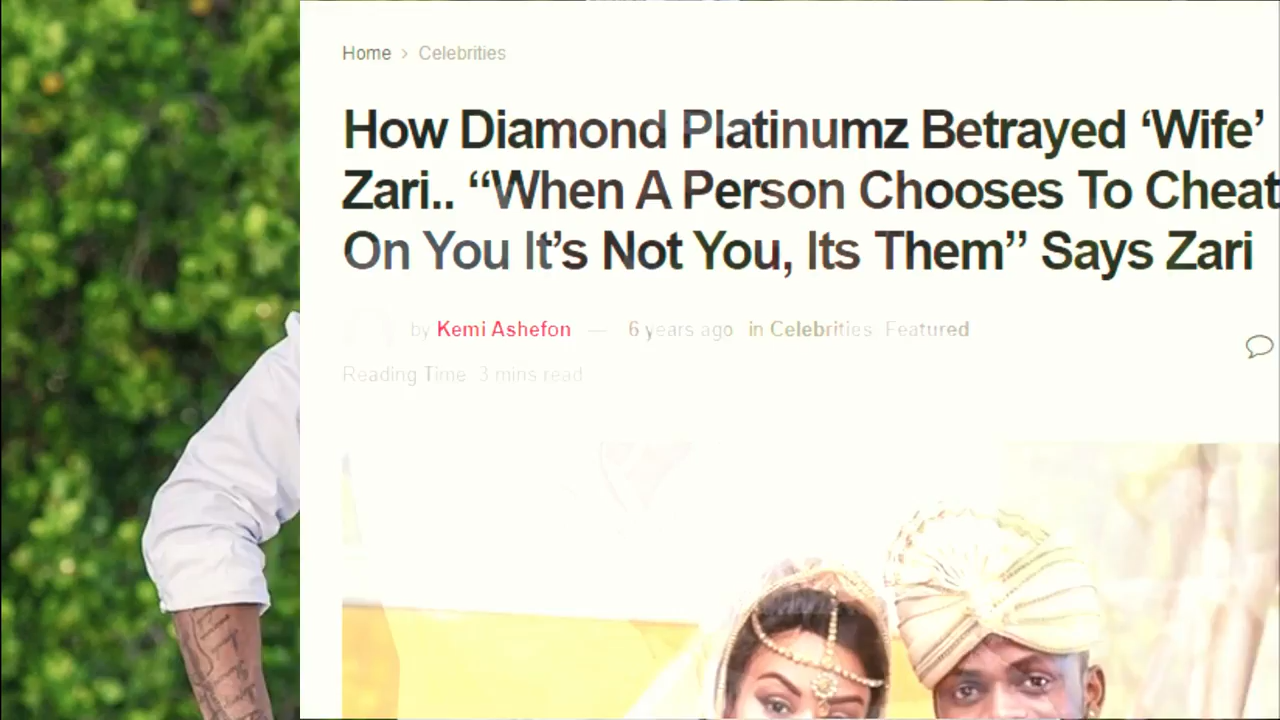 Home > Celebrities
How Diamond Platinumz Betrayed ‘Wife’
Zari.. “When A Person Chooses To Cheat
On You It’s Not You, Its Them” Says Zari
by Kemi Ashefon — 6 years ago in Celebrities Featured
Reading Time 3 mins read